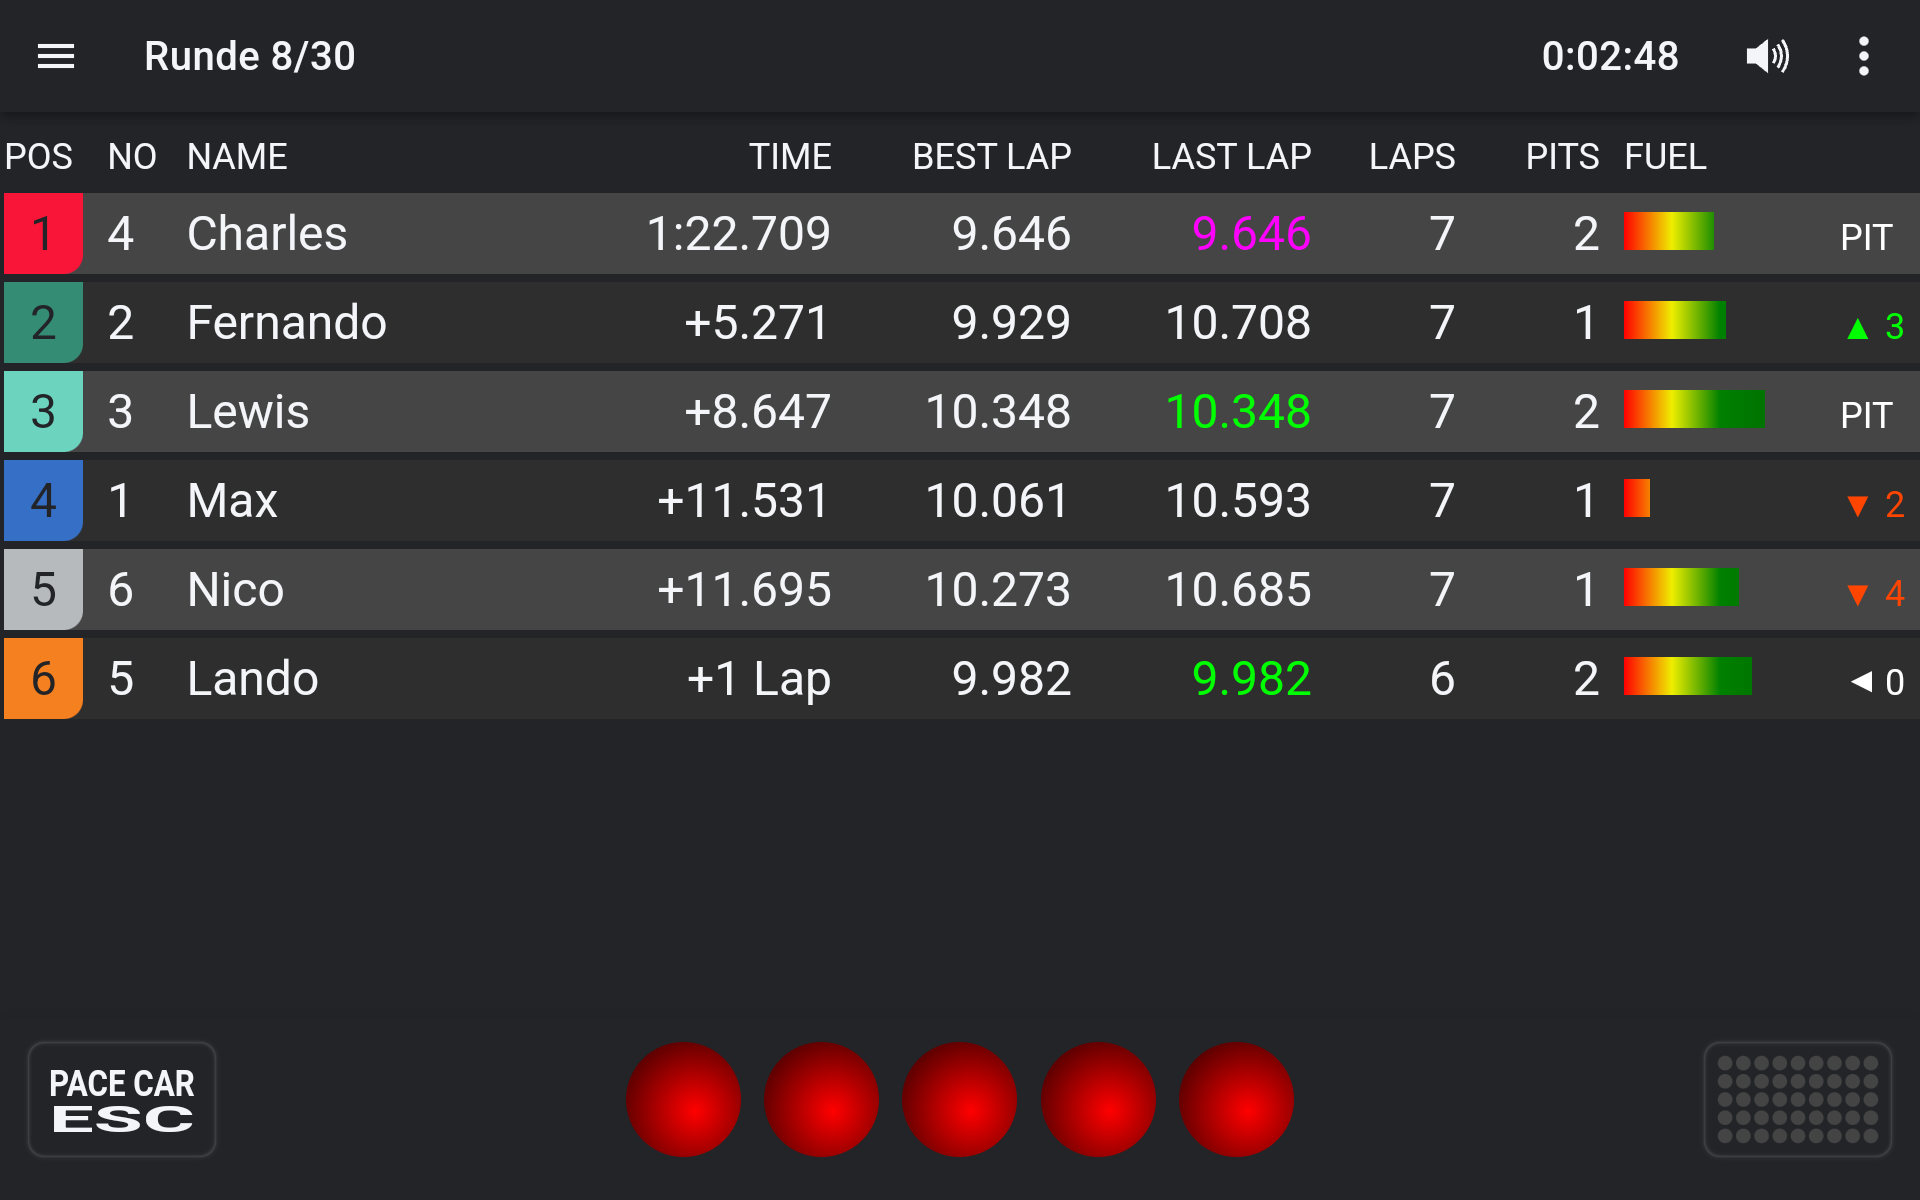 Runde 8/30 0:02:48
POS NO NAME TIME BEST LAP LAST LAP LAPS PITS FUEL
1 4 Charles 1:22.709 9.646 9.646 7 2 PIT
2 2 Fernando +5.271 9.929 10.708 7 1 ▲ 3
3 3 Lewis +8.647 10.348 10.348 7 2 PIT
4 1 Max +11.531 10.061 10.593 7 1 ▼ 2
5 6 Nico +11.695 10.273 10.685 7 1 ▼ 4
6 5 Lando +1 Lap 9.982 9.982 6 2 ◀ 0
PACE CAR
ESC